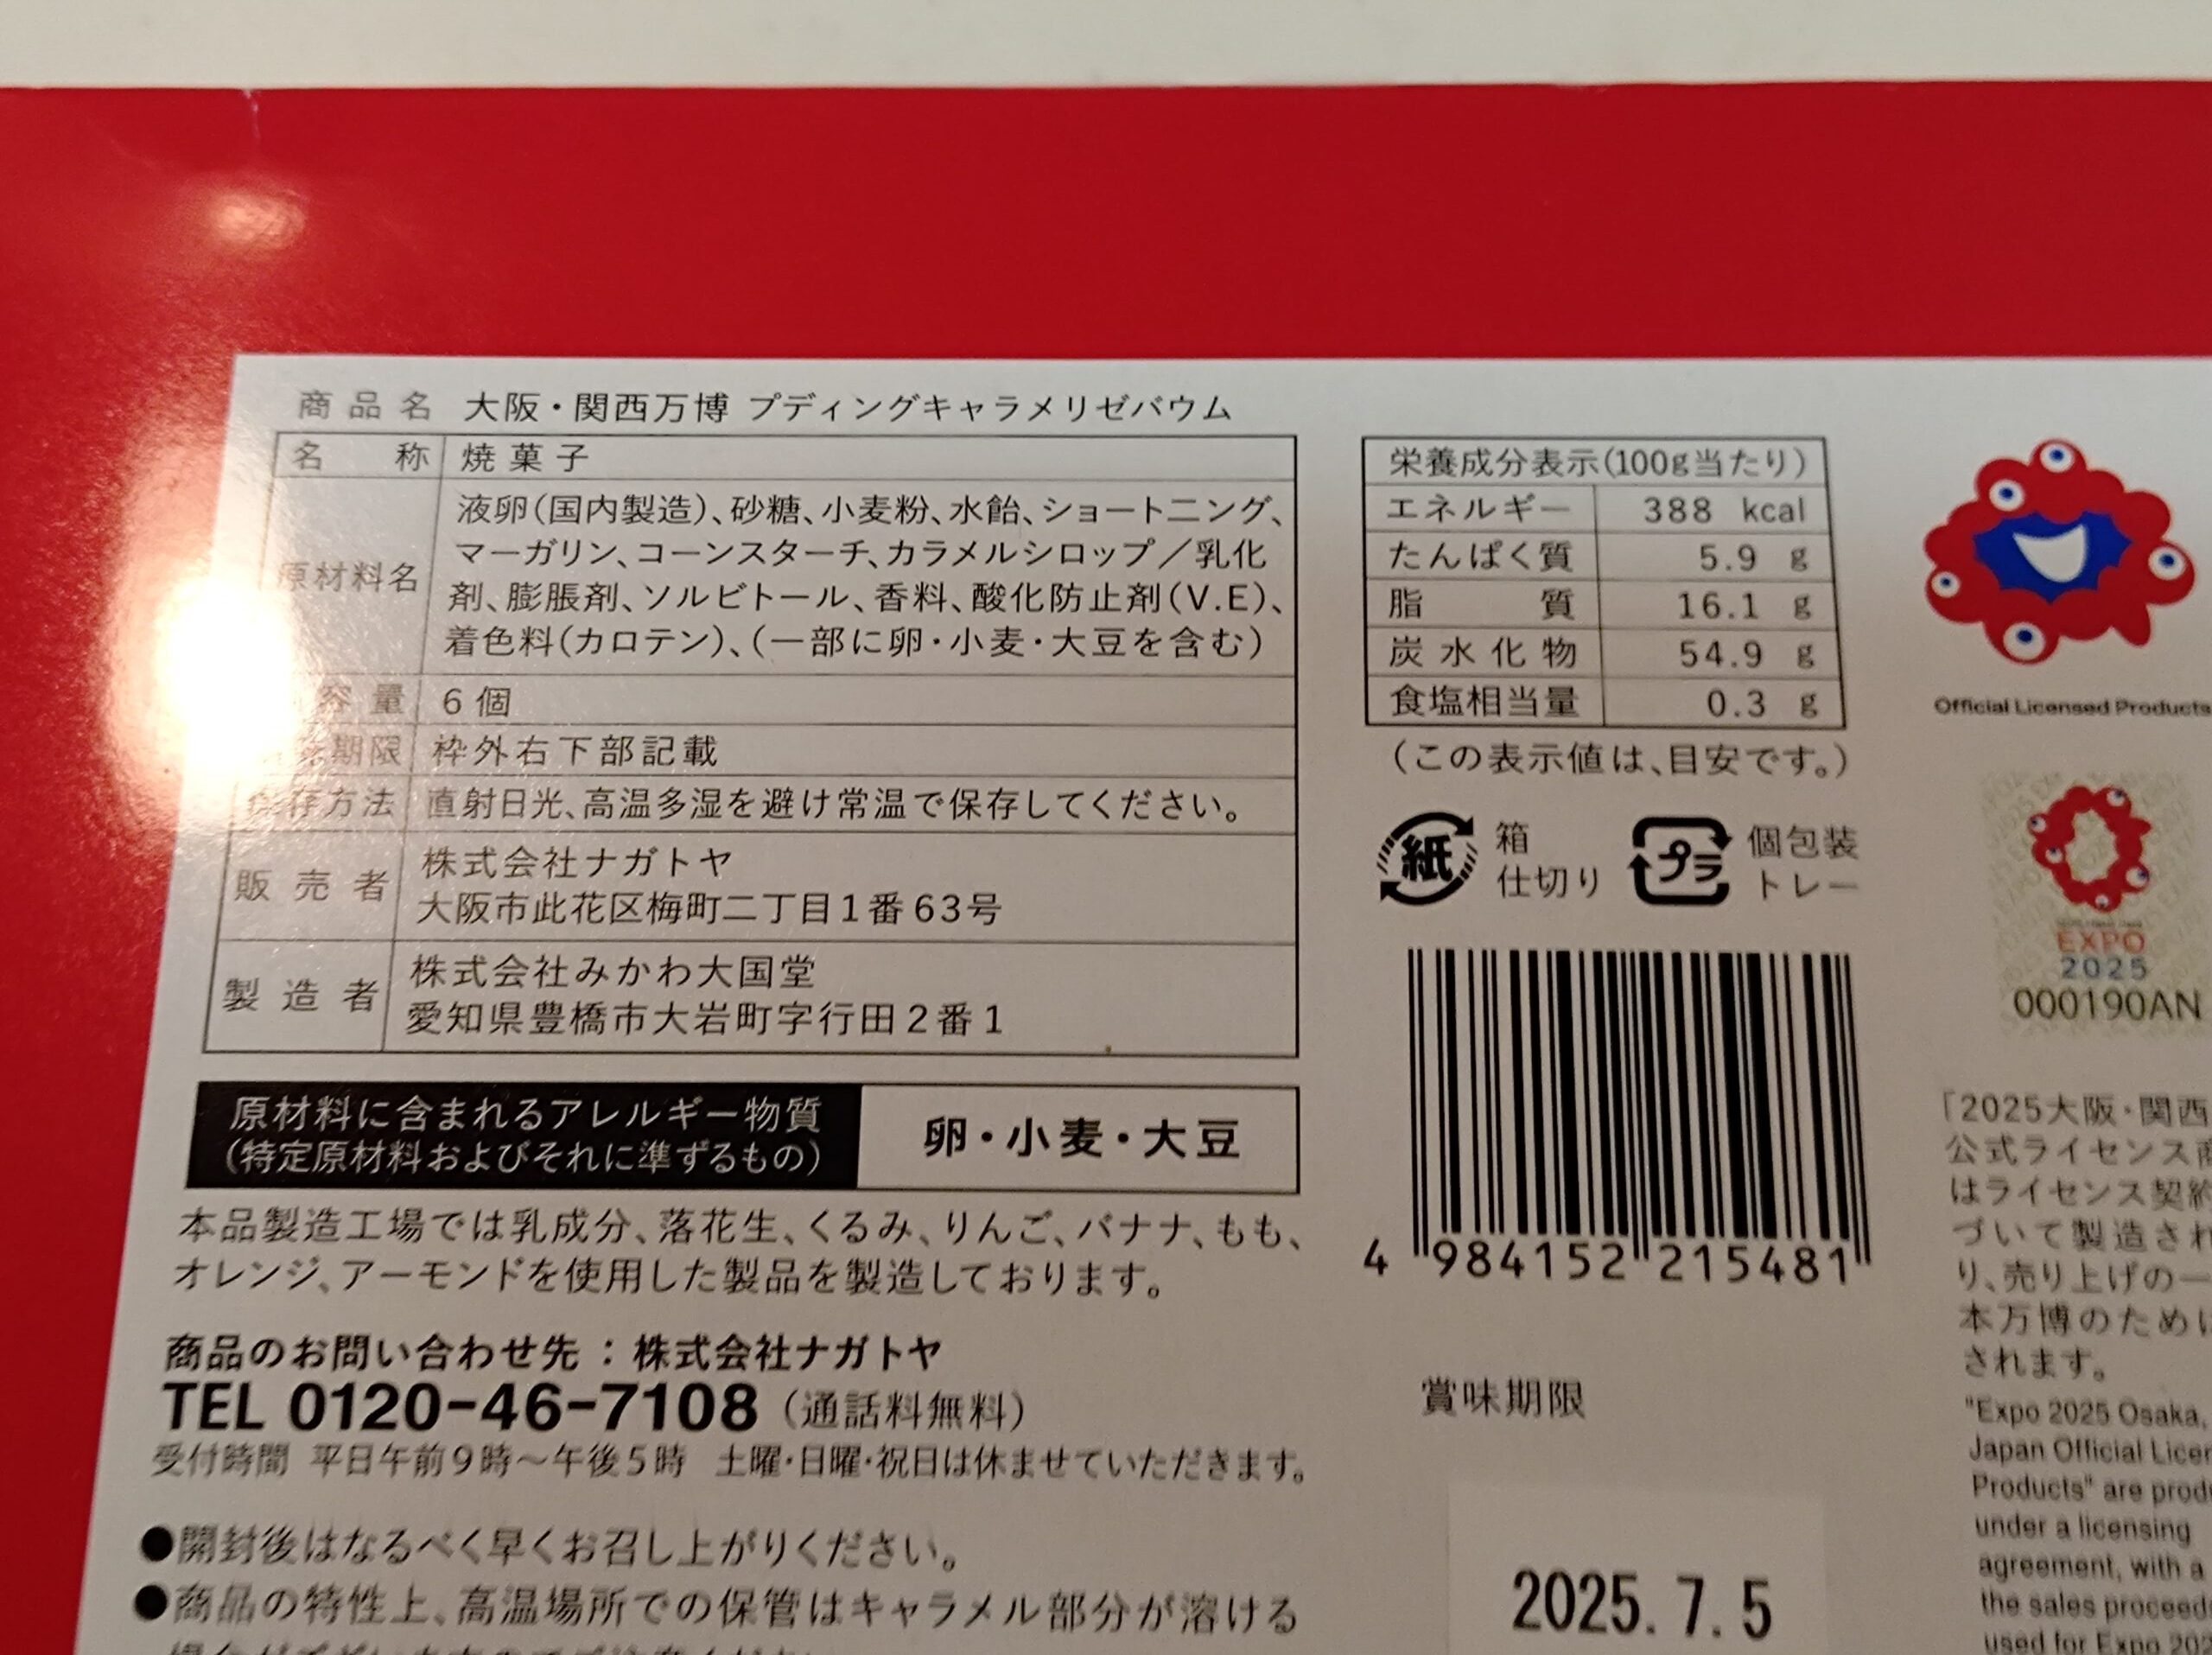 商品名 大阪・関西万博 プディングキャラメリゼバウム
名称 焼菓子
原材料名
液卵(国内製造)、砂糖、小麦粉、水飴、ショートニング、
マーガリン、コーンスターチ、カラメルシロップ／乳化
剤、膨脹剤、ソルビトール、香料、酸化防止剤(V.E)、
着色料(カロテン)、(一部に卵・小麦・大豆を含む)
容量 6個
期限 枠外右下部記載
保存方法 直射日光、高温多湿を避け常温で保存してください。
販売者
株式会社ナガトヤ
大阪市此花区梅町二丁目1番63号
製造者
株式会社みかわ大国堂
愛知県豊橋市大岩町字行田2番1
原材料に含まれるアレルギー物質
(特定原材料およびそれに準ずるもの)
卵・小麦・大豆
本品製造工場では乳成分、落花生、くるみ、りんご、バナナ、もも、
オレンジ、アーモンドを使用した製品を製造しております。
商品のお問い合わせ先：株式会社ナガトヤ
TEL 0120-46-7108(通話料無料)
受付時間 平日午前9時～午後5時 土曜・日曜・祝日は休ませていただきます。
●開封後はなるべく早くお召し上がりください。
●商品の特性上、高温場所での保管はキャラメル部分が溶ける
栄養成分表示(100g当たり)
エネルギー 388 kcal
たんぱく質 5.9 g
脂質 16.1 g
炭水化物 54.9 g
食塩相当量 0.3 g
(この表示値は、目安です。)
紙 箱
仕切り
プラ 個包装
トレー
4 984152 215481
賞味期限
2025.7.5
Official Licensed Products
EXPO
2025
000190AN
「2025大阪・関西
公式ライセンス
はライセンス契約
づいて製造され
り、売り上げの一
本万博のために
されます。
"Expo 2025 Osaka,
Japan Official
Products" are
under a licensing
agreement, with a
the sales proceeds
used for Expo